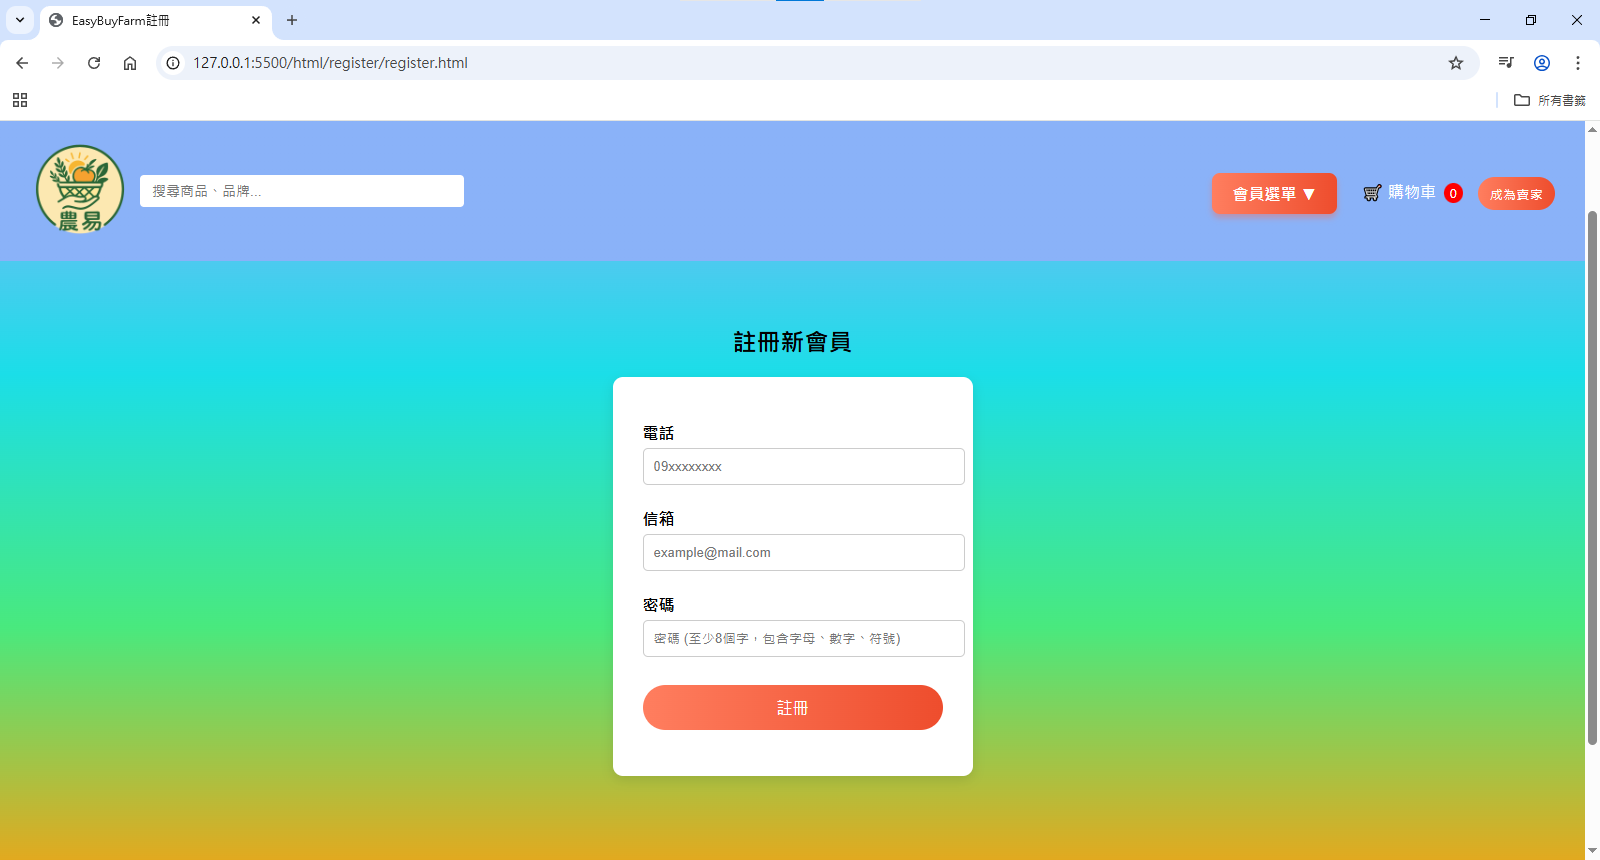 EasyBuyFarm註冊
127.0.0.1:5500/html/register/register.html
所有書籤
農易
搜尋商品、品牌...
會員選單 ▼
購物車 0
成為賣家
註冊新會員
電話
09xxxxxxxx
信箱
example@mail.com
密碼
密碼 (至少8個字，包含字母、數字、符號)
註冊